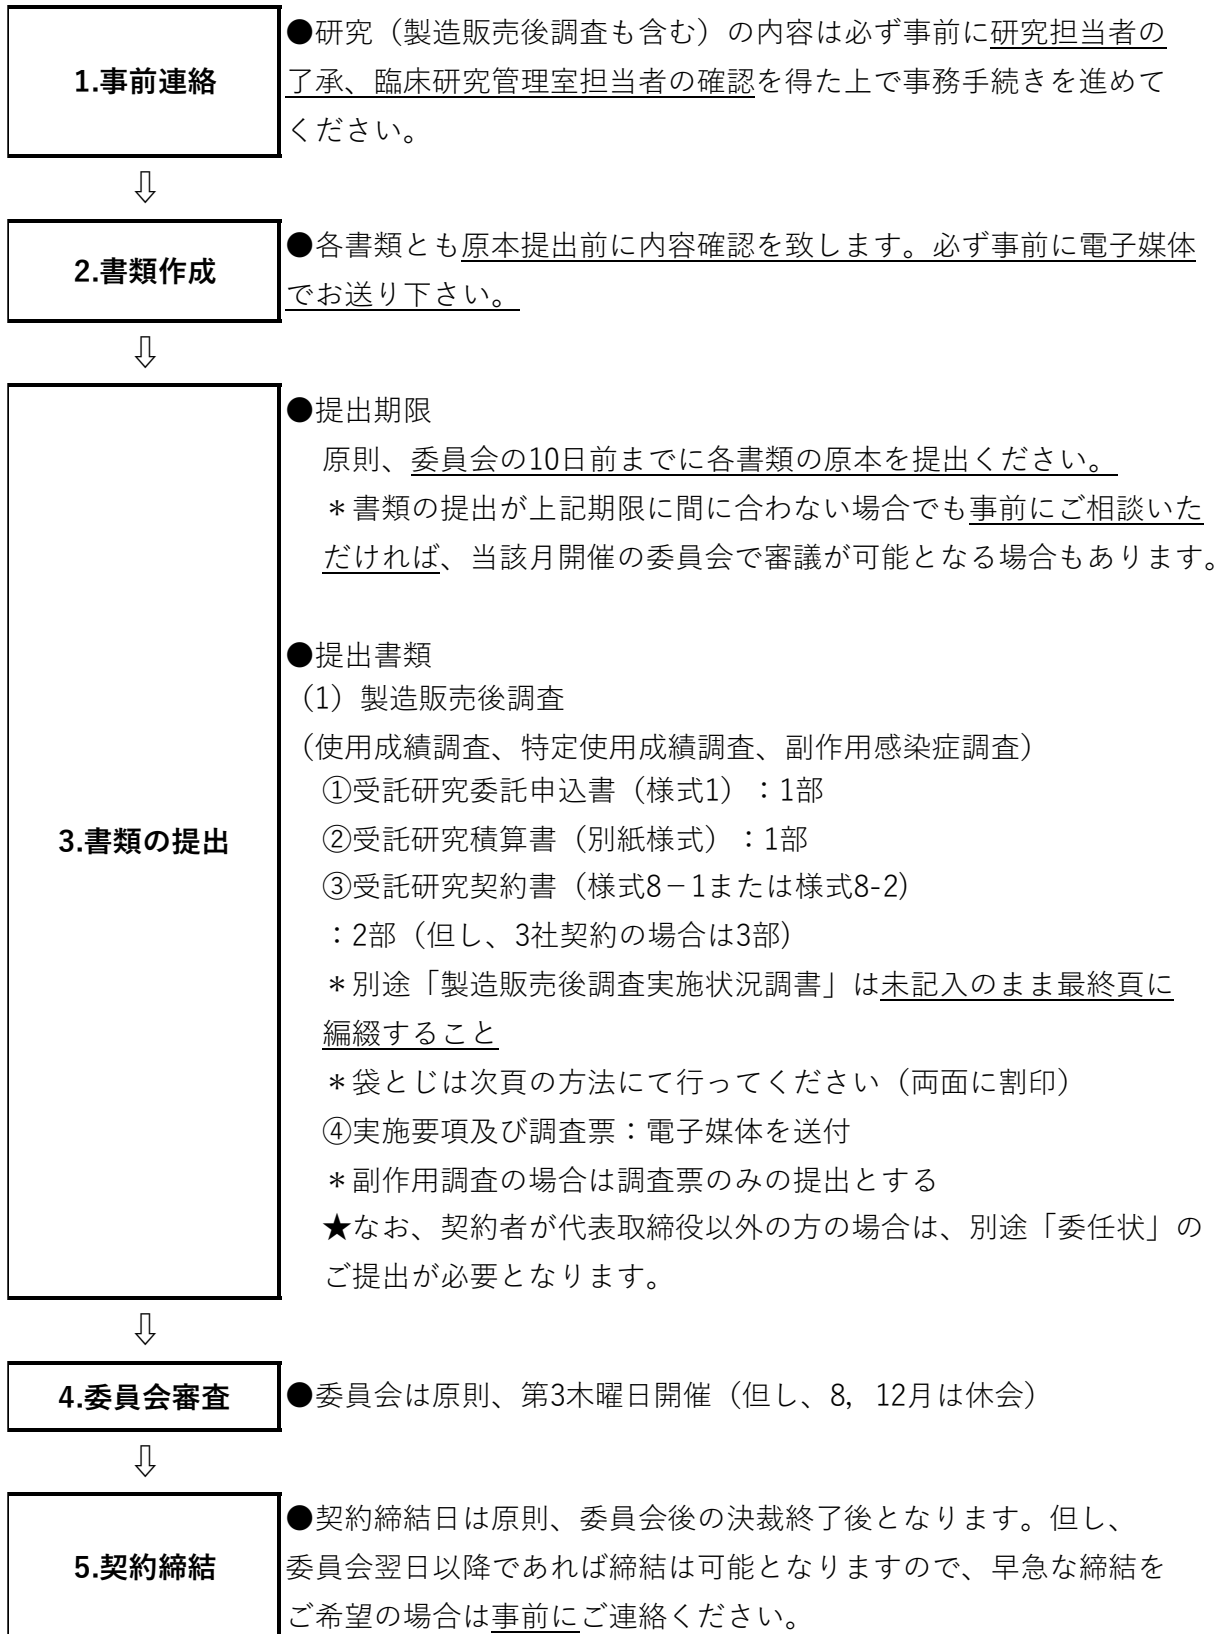 1.事前連絡
●研究（製造販売後調査も含む）の内容は必ず事前に研究担当者の
了承、臨床研究管理室担当者の確認を得た上で事務手続きを進めて
ください。
⇩
2.書類作成
●各書類とも原本提出前に内容確認を致します。必ず事前に電子媒体
でお送り下さい。
⇩
3.書類の提出
●提出期限
原則、委員会の10日前までに各書類の原本を提出ください。
＊書類の提出が上記期限に間に合わない場合でも事前にご相談いた
だければ、当該月開催の委員会で審議が可能となる場合もあります。
●提出書類
（1）製造販売後調査
（使用成績調査、特定使用成績調査、副作用感染症調査）
①受託研究委託申込書（様式1）：1部
②受託研究積算書（別紙様式）：1部
③受託研究契約書（様式8－1または様式8-2)
：2部（但し、3社契約の場合は3部）
＊別途「製造販売後調査実施状況調書」は未記入のまま最終頁に
編綴すること
＊袋とじは次頁の方法にて行ってください（両面に割印）
④実施要項及び調査票：電子媒体を送付
＊副作用調査の場合は調査票のみの提出とする
★なお、契約者が代表取締役以外の方の場合は、別途「委任状」の
ご提出が必要となります。
⇩
4.委員会審査
●委員会は原則、第3木曜日開催（但し、8，12月は休会）
⇩
5.契約締結
●契約締結日は原則、委員会後の決裁終了後となります。但し、
委員会翌日以降であれば締結は可能となりますので、早急な締結を
ご希望の場合は事前にご連絡ください。